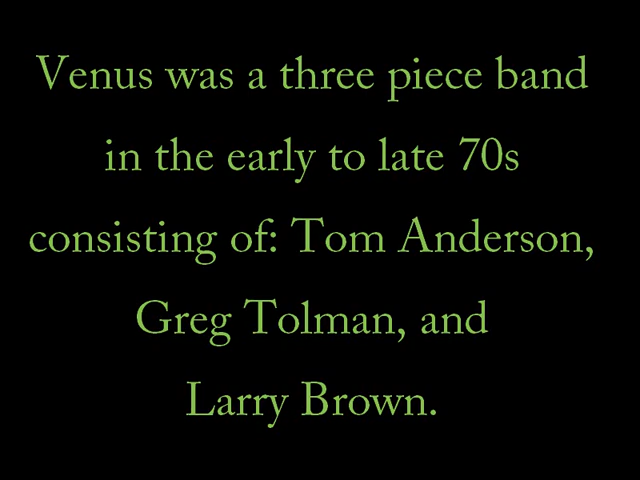 Venus was a three piece band
in the early to late 70s
consisting of: Tom Anderson,
Greg Tolman, and
Larry Brown.